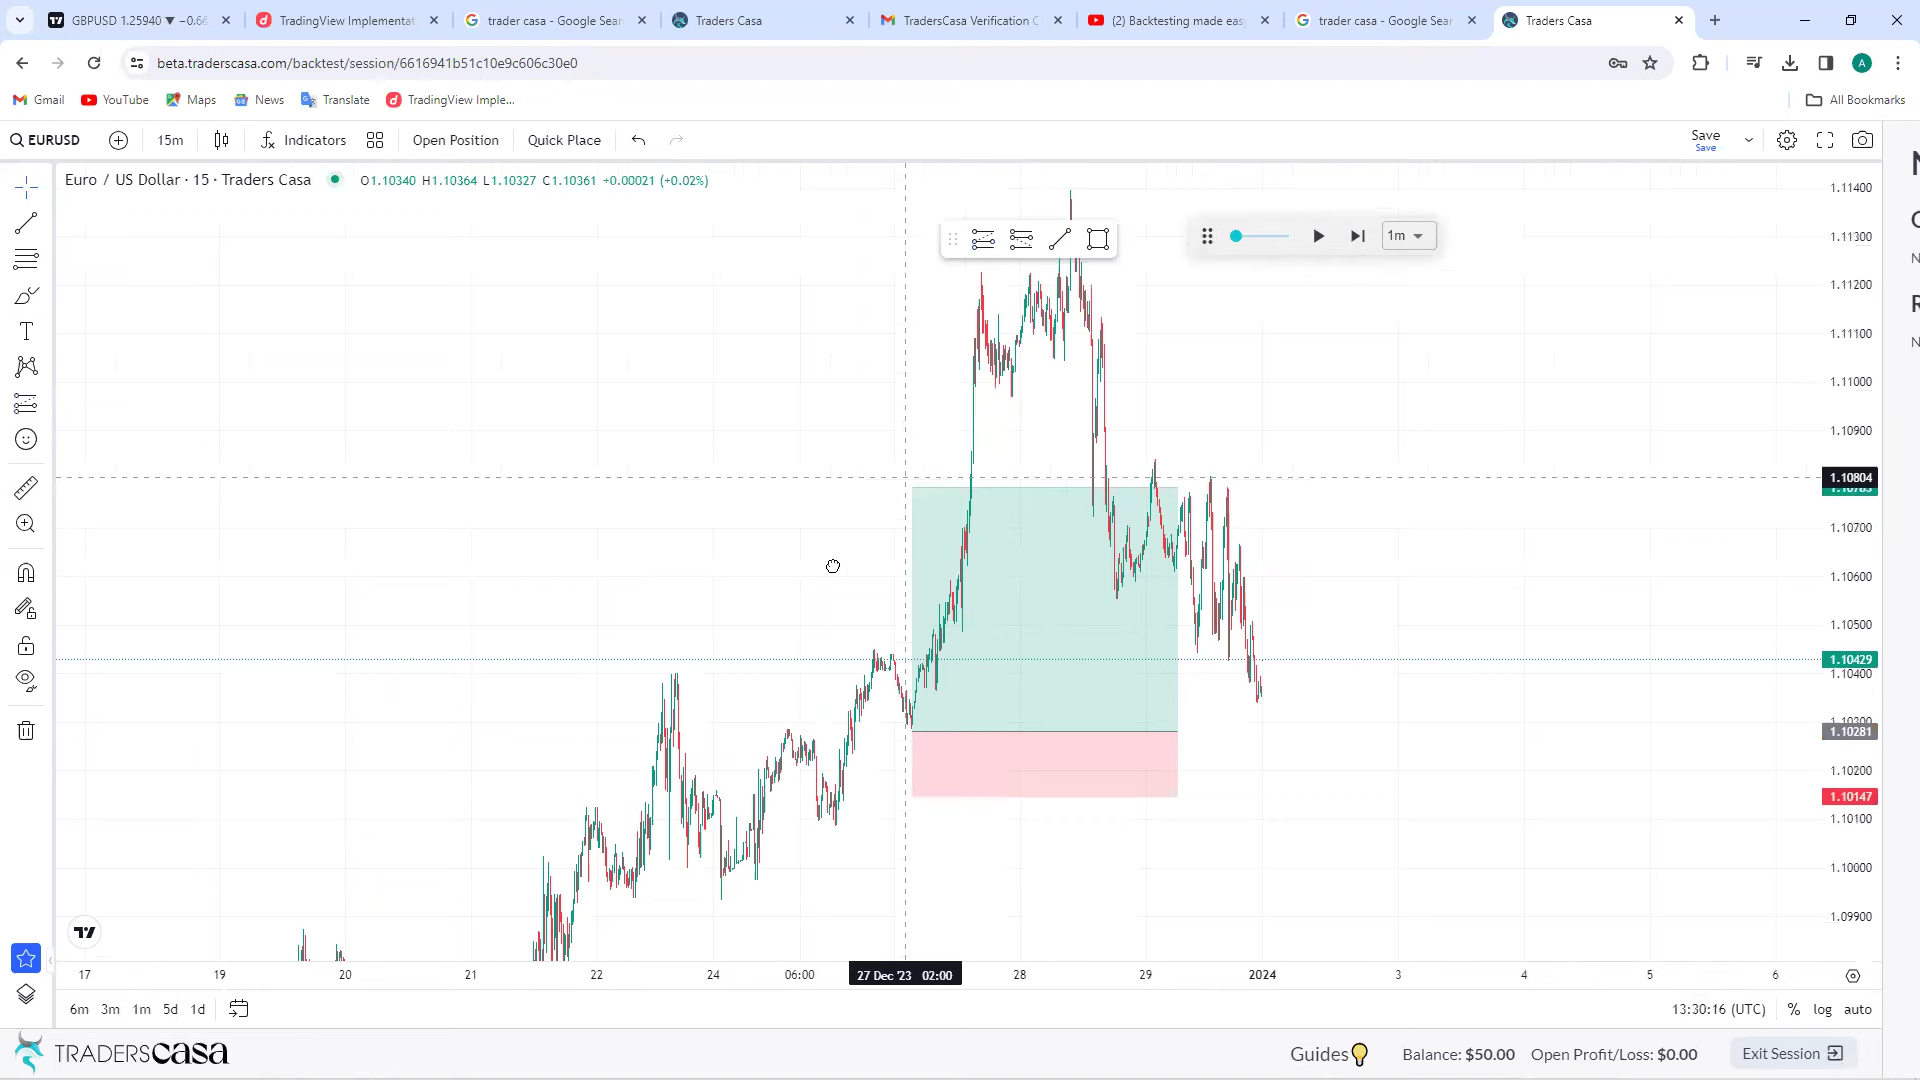 GBPUSD 1.25940 ▼ −0.6
TradingView Implementat
trader casa - Google Sear
Traders Casa
TradersCasa Verification C
(2) Backtesting made eas
trader casa - Google Sear
Traders Casa
beta.traderscasa.com/backtest/session/6616941b51c10e9c606c30e0
A
Gmail
YouTube
Maps
News
Translate
TradingView Imple...
All Bookmarks
EURUSD
15m
Indicators
Open Position
Quick Place
Save
Save
Euro / US Dollar · 15 · Traders Casa
O1.10340 H1.10364 L1.10327 C1.10361 +0.00021 (+0.02%)
1m
1.11400
1.11300
1.11200
1.11100
1.11000
1.10900
1.10804
1.10700
1.10600
1.10500
1.10429
1.10400
1.10281
1.10200
1.10147
1.10100
1.10000
1.09900
17
19
20
21
22
24
06:00
27 Dec '23 02:00
28
29
2024
3
4
5
6
6m
3m
1m
5d
1d
13:30:16 (UTC)
%
log
auto
TRADERSCASA
Guides
Balance: $50.00
Open Profit/Loss: $0.00
Exit Session